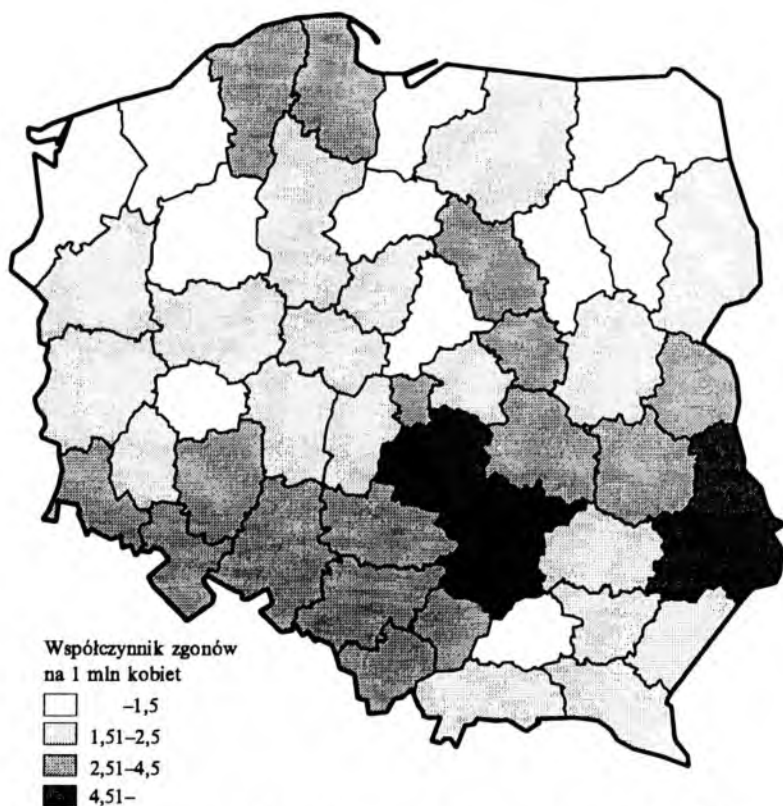 Współczynnik zgonów
na 1 mln kobiet
–1,5
1,51–2,5
2,51–4,5
4,51–